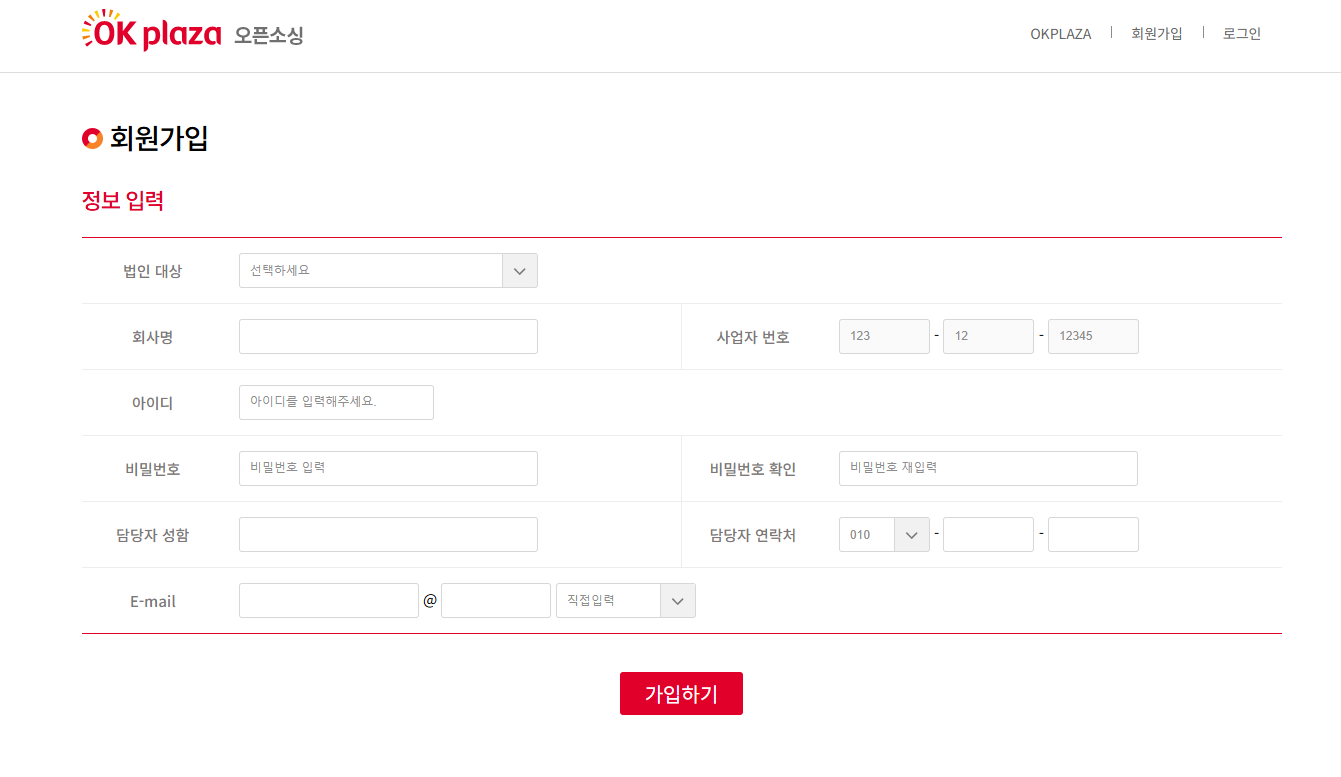 OK plaza 오픈소싱 OKPLAZA 회원가입 로그인
회원가입
정보 입력
법인 대상 선택하세요
회사명 사업자 번호 123 - 12 - 12345
아이디 아이디를 입력해주세요.
비밀번호 비밀번호 입력 비밀번호 확인 비밀번호 재입력
담당자 성함 담당자 연락처 010 - -
E-mail @ 직접입력
가입하기